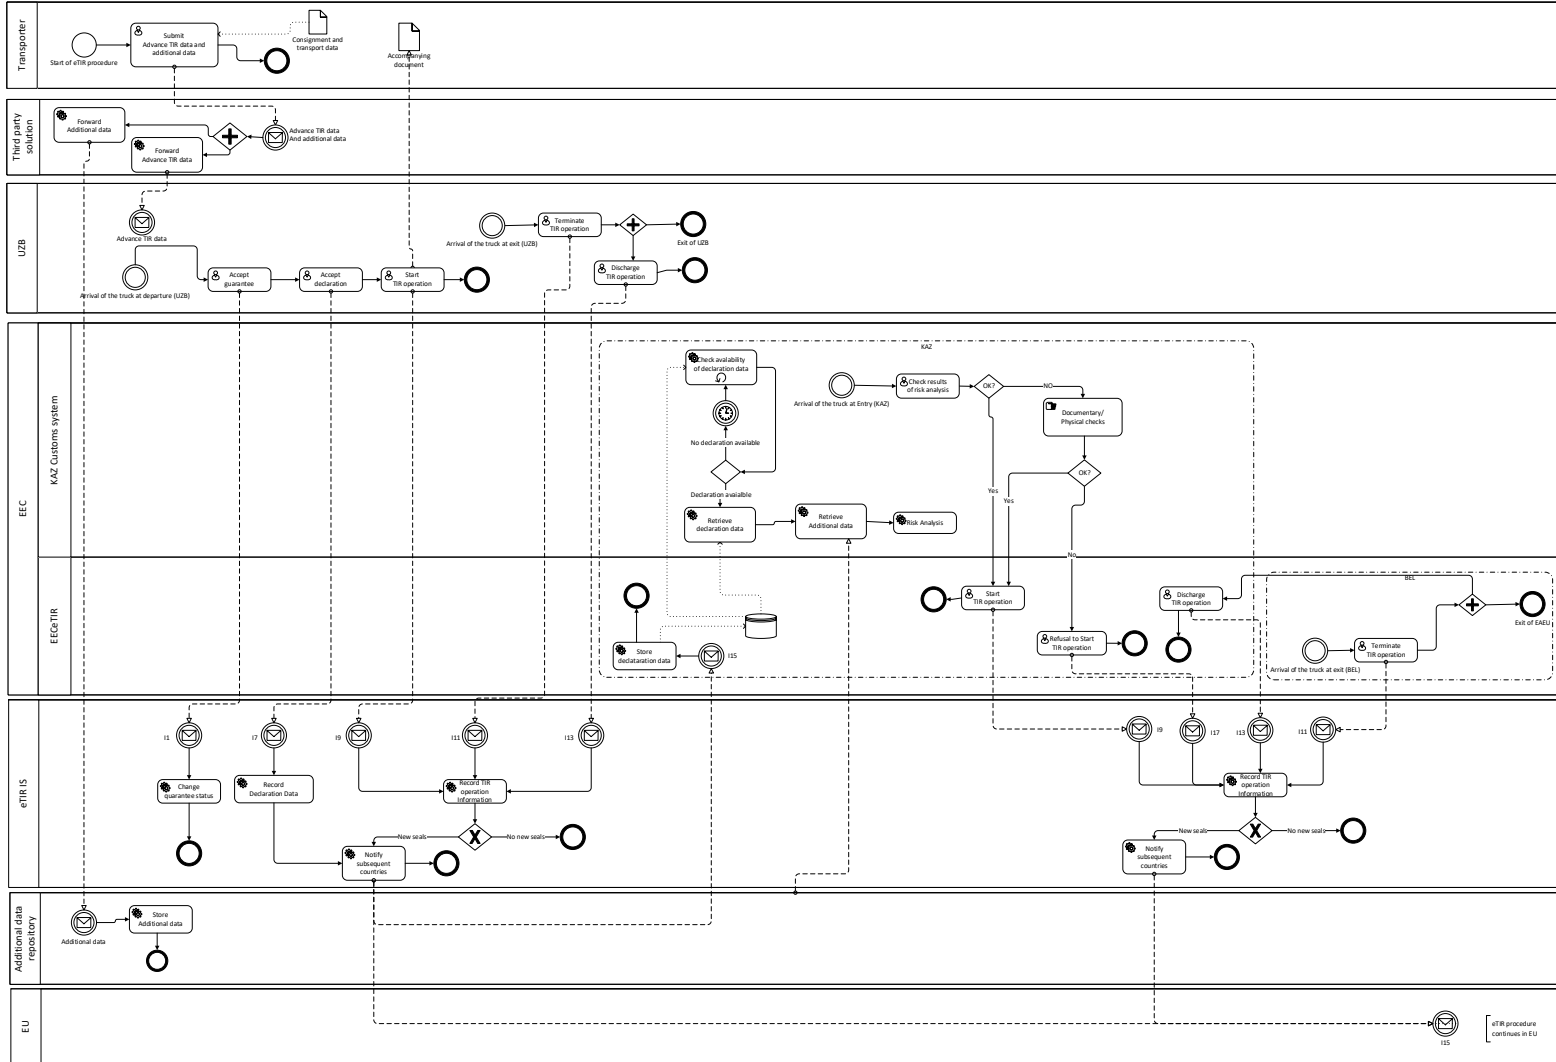 Transporter
Start of eTIR procedure
Submit
Advance TIR data and
additional data
Consignment and
transport data
Accompanying
document
Third party
solution
Forward
Additional data
Forward
Advance TIR data
Advance TIR data
And additional data
UZB
Advance TIR data
Arrival of the truck at departure (UZB)
Accept
guarantee
Accept
declaration
Start
TIR operation
Arrival of the truck at exit (UZB)
Terminate
TIR operation
Exit of UZB
Discharge
TIR operation
EEC
KAZ Customs system
KAZ
Check avalability
of declaration data
No declaration available
Declaration avaialble
Retrieve
declaration data
Retrieve
Additional data
Risk Analysis
Arrival of the truck at Entry (KAZ)
Check results
of risk analysis
OK?
NO
Documentary/
Physical checks
OK?
Yes
Yes
No
EECeTIR
Store
declataration data
I15
Start
TIR operation
Refusal to Start
TIR operation
Discharge
TIR operation
BEL
Arrival of the truck at exit (BEL)
Terminate
TIR operation
Exit of EAEU
eTIR IS
I1
I7
I9
I11
I13
Change
quarantee status
Record
Declaration Data
Record TIR
operation
Information
New seals
No new seals
Notify
subsequent
countries
I9
I17
I13
I11
Record TIR
operation
Information
New seals
No new seals
Notify
subsequent
countries
Additional data
repository
Additional data
Store
Additional data
EU
I15
eTIR procedure
continues in EU